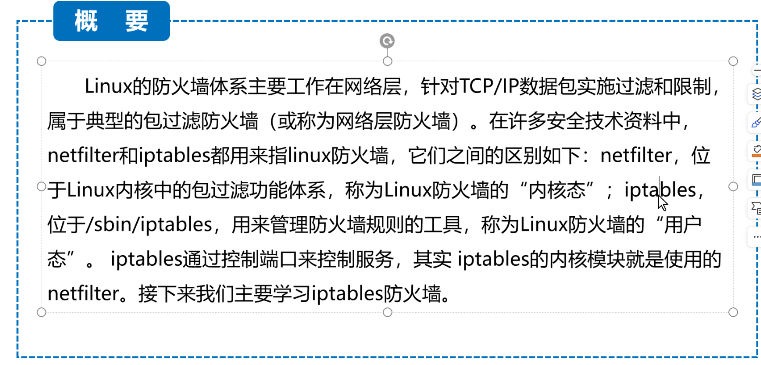 概 要
Linux的防火墙体系主要工作在网络层，针对TCP/IP数据包实施过滤和限制，
属于典型的包过滤防火墙（或称为网络层防火墙）。在许多安全技术资料中，
netfilter和iptables都用来指linux防火墙，它们之间的区别如下：netfilter，位
于Linux内核中的包过滤功能体系，称为Linux防火墙的“内核态”；iptables，
位于/sbin/iptables，用来管理防火墙规则的工具，称为Linux防火墙的“用户
态”。 iptables通过控制端口来控制服务，其实 iptables的内核模块就是使用的
netfilter。接下来我们主要学习iptables防火墙。